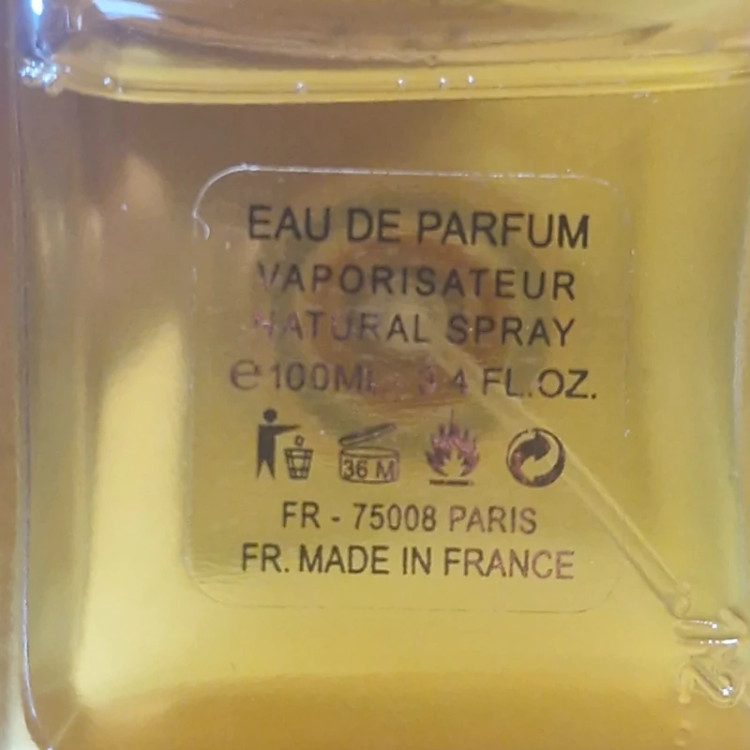 EAU DE PARFUM
VAPORISATEUR
NATURAL SPRAY
℮100ML 3.4 FL.OZ.
36 M
FR - 75008 PARIS
FR. MADE IN FRANCE